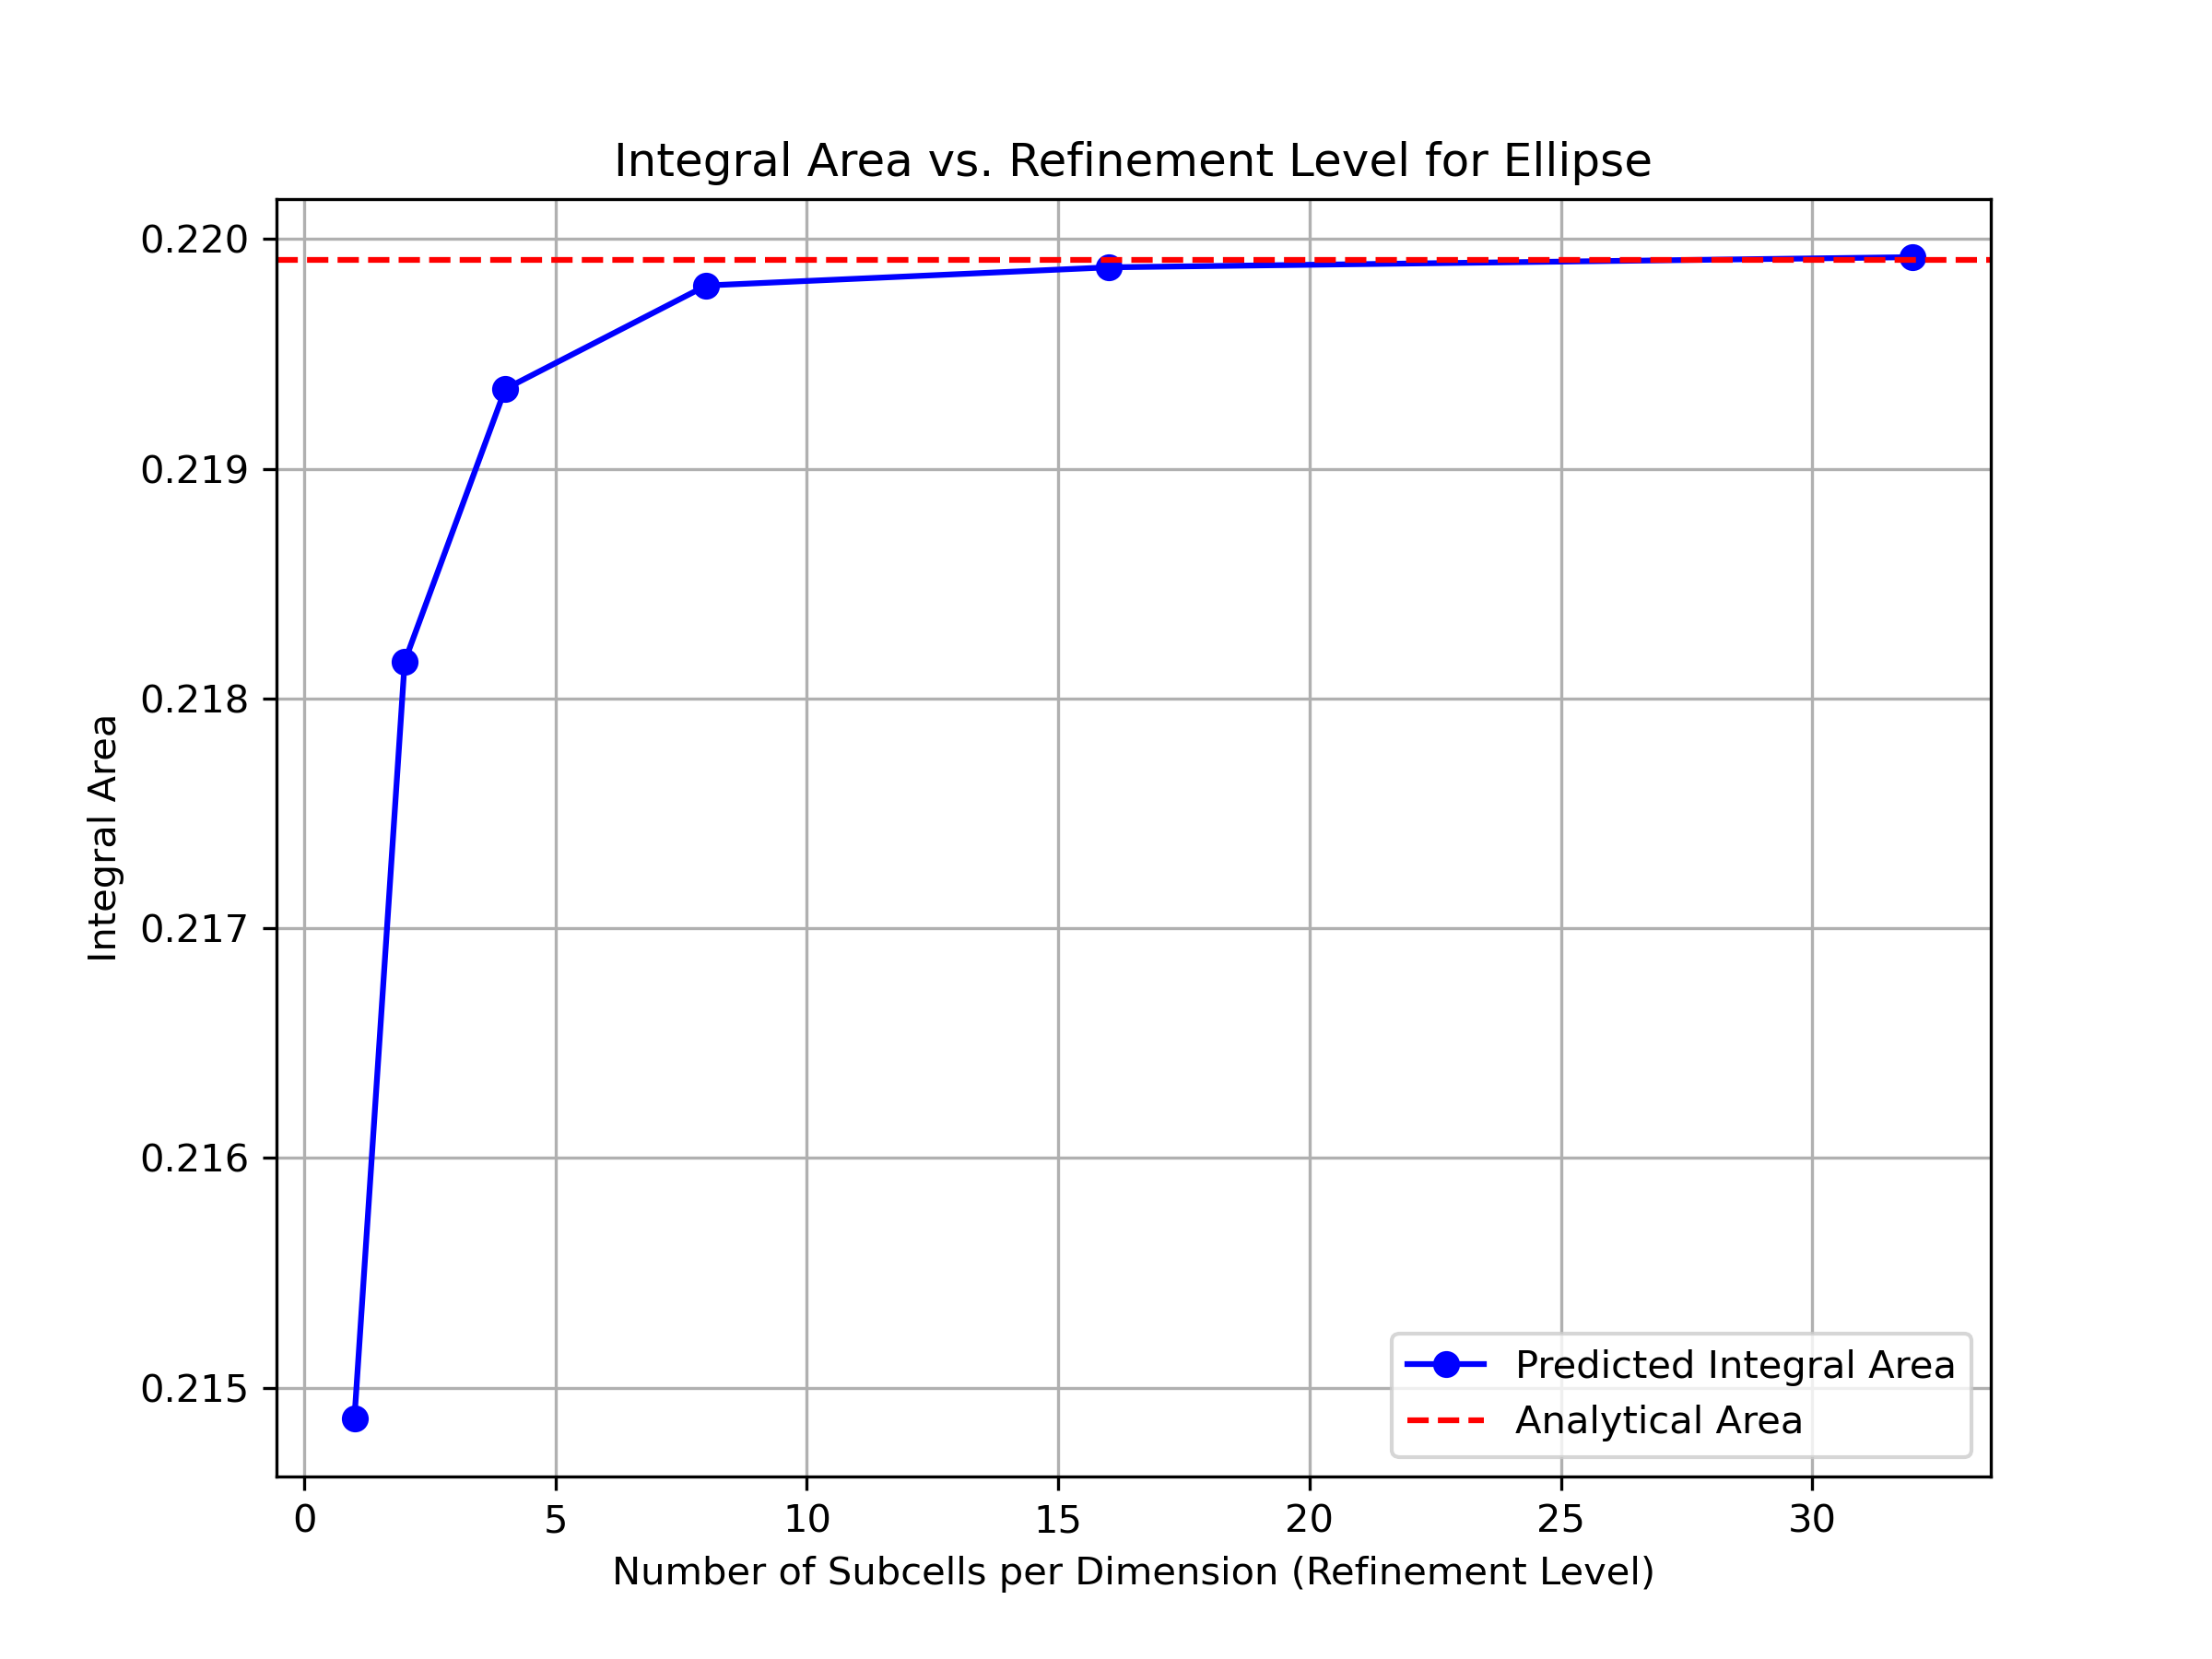 Integral Area vs. Refinement Level for Ellipse
Integral Area
0.220
0.219
0.218
0.217
0.216
0.215
0 5 10 15 20 25 30
Number of Subcells per Dimension (Refinement Level)
Predicted Integral Area
Analytical Area